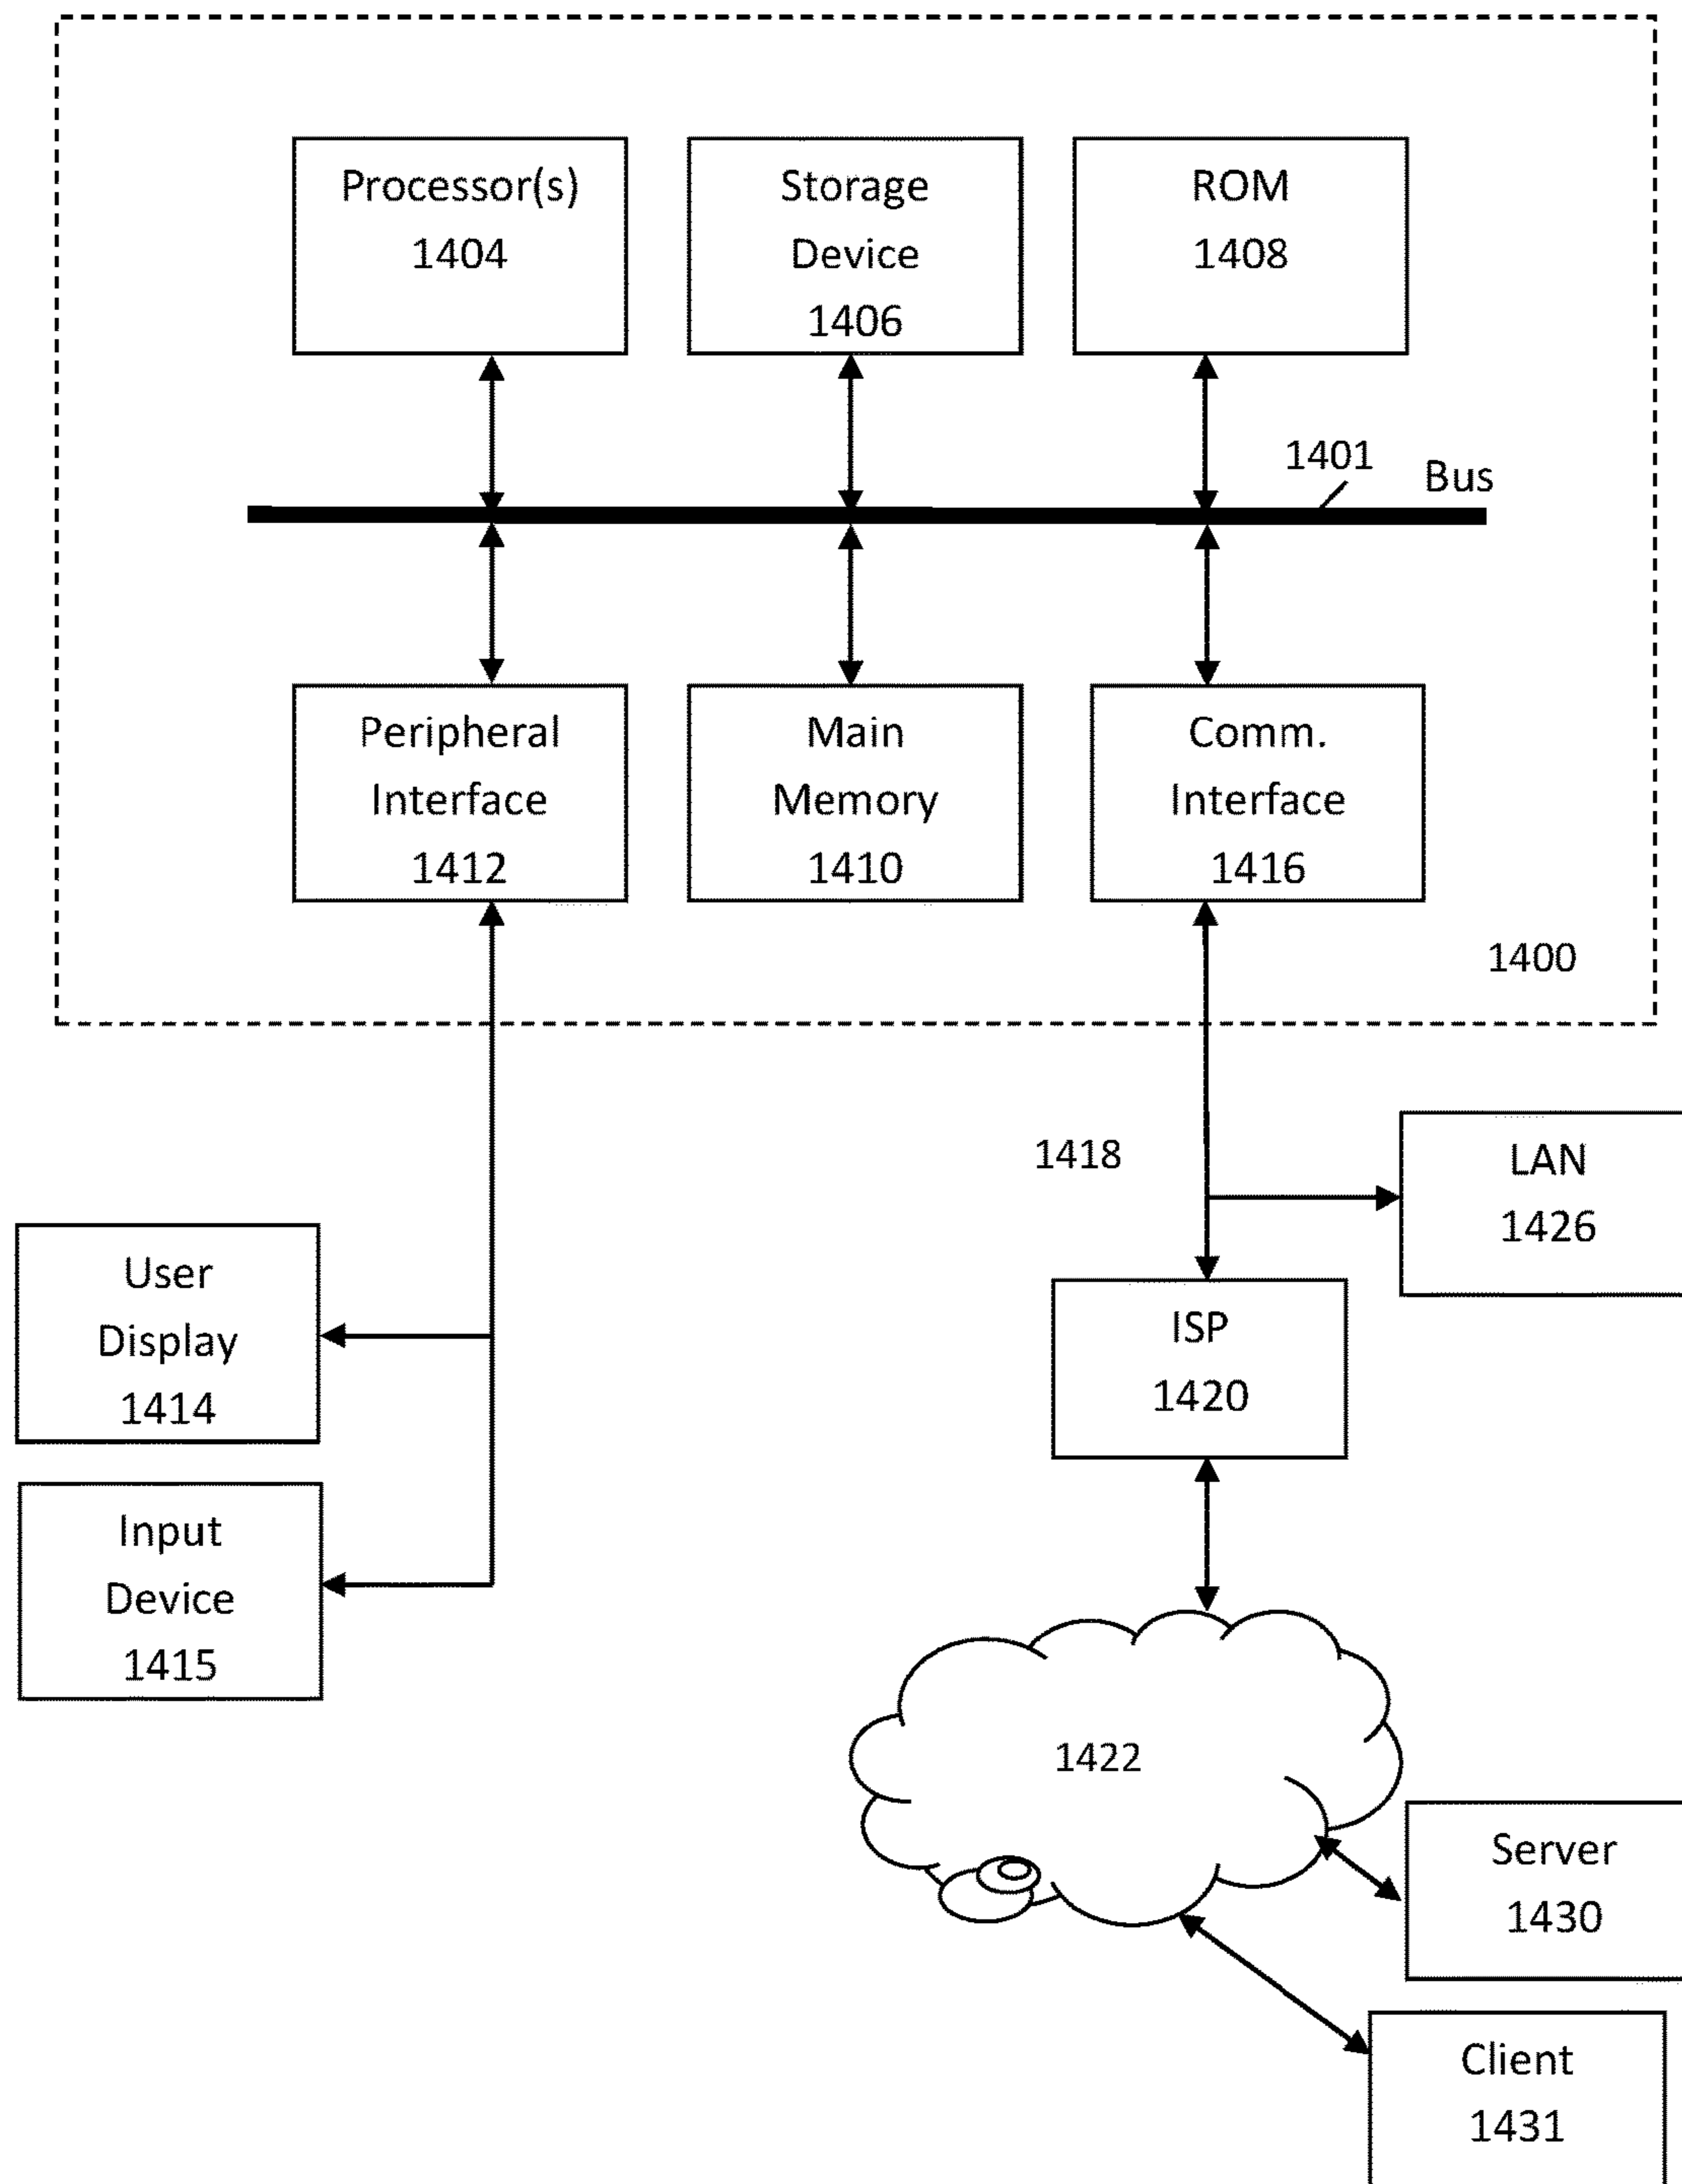 Processor(s)
1404
Storage
Device
1406
ROM
1408
1401
Bus
Peripheral
Interface
1412
Main
Memory
1410
Comm.
Interface
1416
1400
1418
LAN
1426
User
Display
1414
ISP
1420
Input
Device
1415
1422
Server
1430
Client
1431